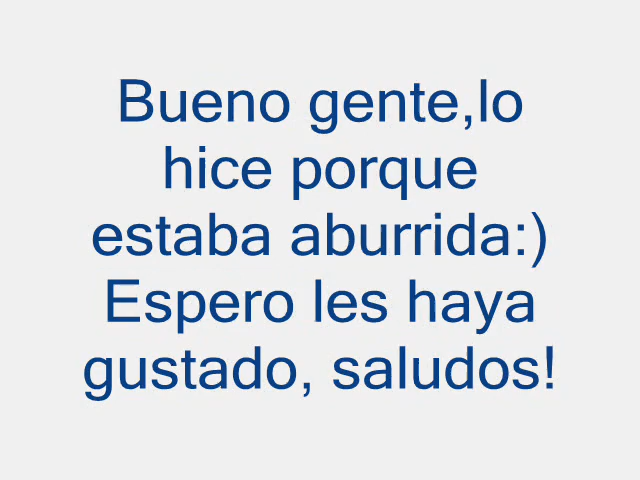 Bueno gente,lo
hice porque
estaba aburrida:)
Espero les haya
gustado, saludos!